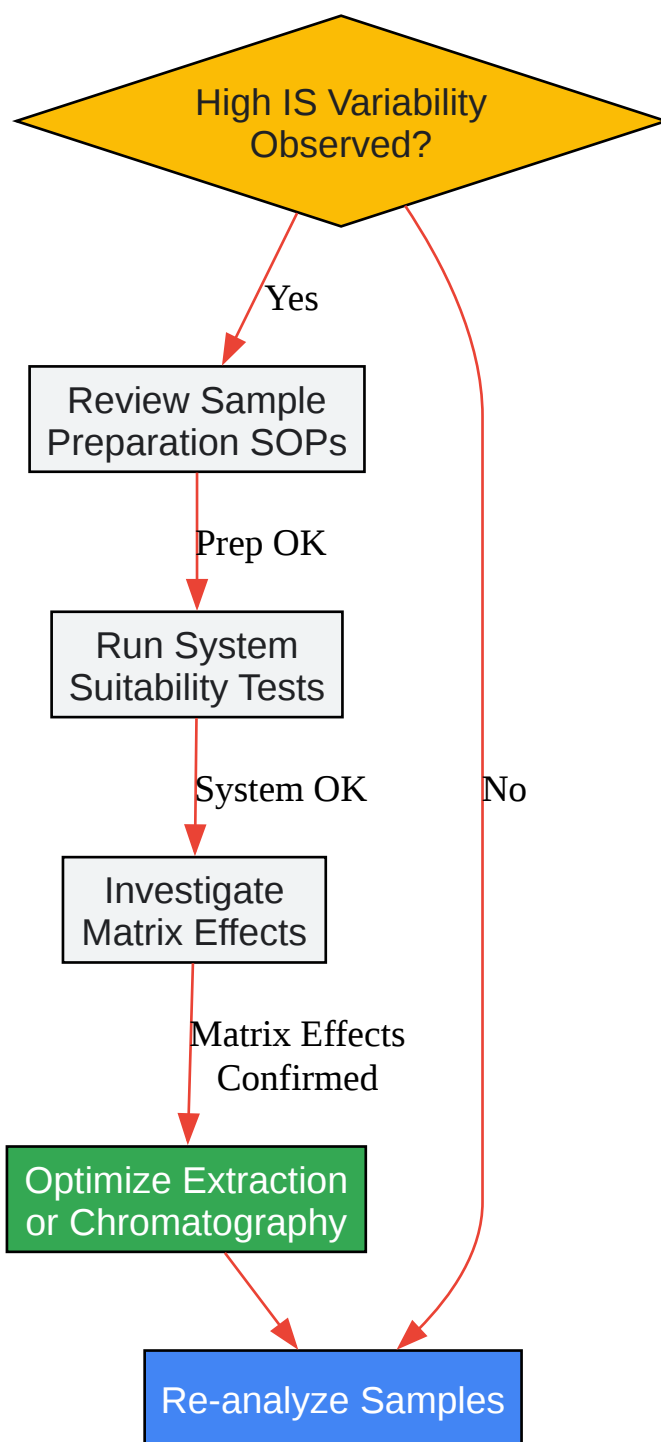 High IS Variability
Observed?
Yes
Review Sample
Preparation SOPs
Prep OK
Run System
Suitability Tests
System OK
No
Investigate
Matrix Effects
Matrix Effects
Confirmed
Optimize Extraction
or Chromatography
Re-analyze Samples